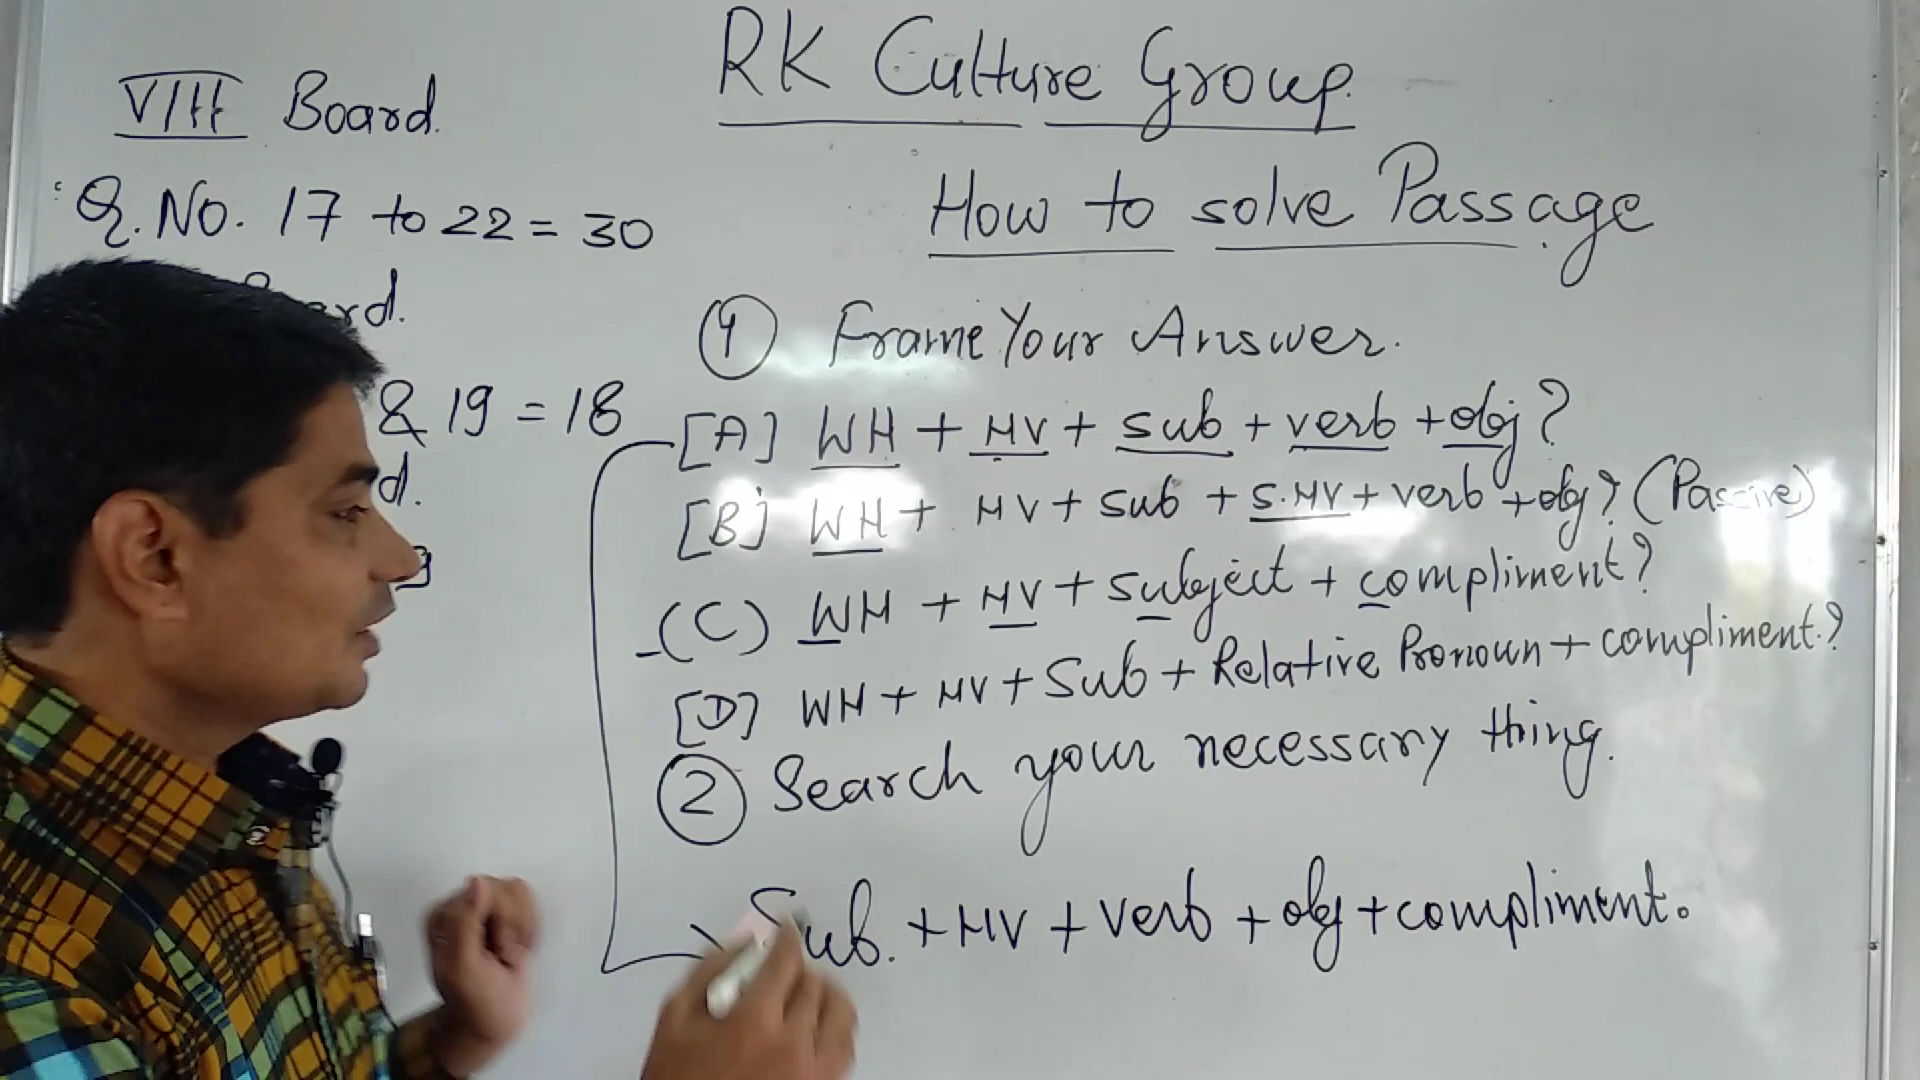 RK Culture Group.
VIII Board.
Q. No. 17 to 22 = 30
How to solve Passage
① Frame Your Answer.
& 19 = 18
[A] WH + HV + sub + verb + obj?
[B] WH + HV + sub + S.HV + verb + obj? (Passive)
(C) WH + HV + subject + compliment?
[D] WH + HV + Sub + Relative Pronoun + compliment.?
② Search your necessary thing.
Sub. + HV + verb + obj + compliment.